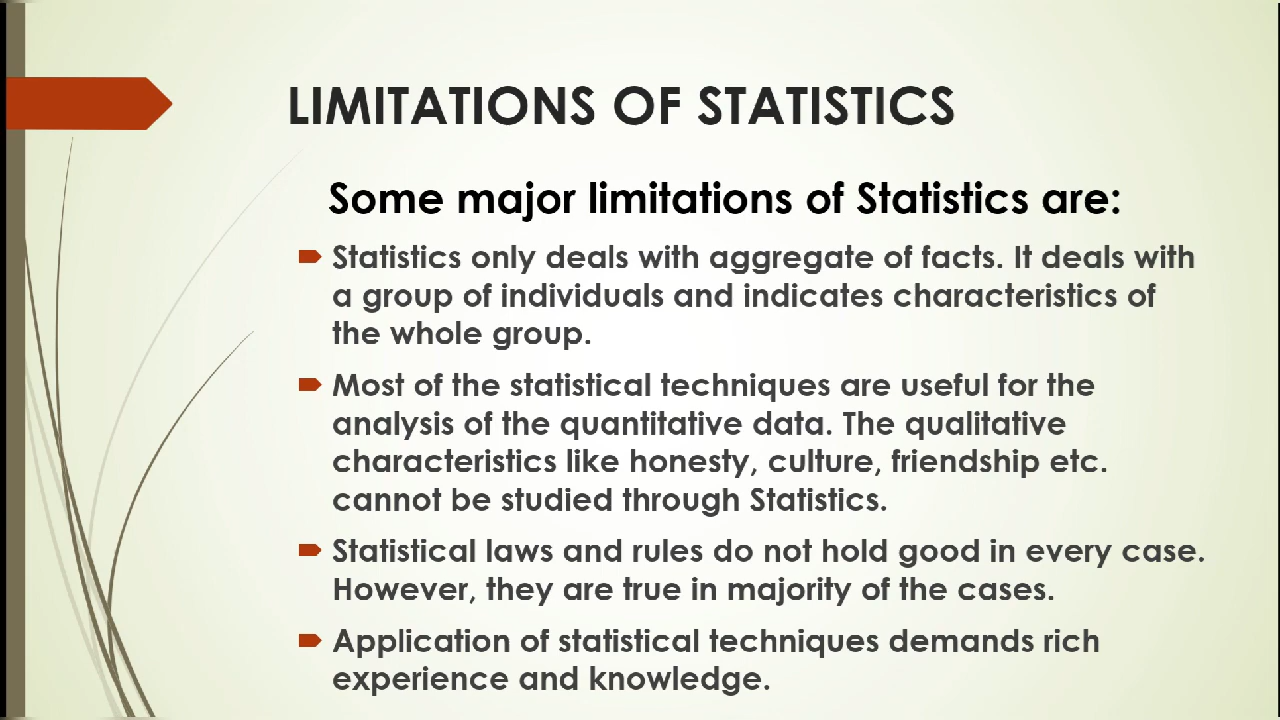 LIMITATIONS OF STATISTICS
Some major limitations of Statistics are:
Statistics only deals with aggregate of facts. It deals with
a group of individuals and indicates characteristics of
the whole group.
Most of the statistical techniques are useful for the
analysis of the quantitative data. The qualitative
characteristics like honesty, culture, friendship etc.
cannot be studied through Statistics.
Statistical laws and rules do not hold good in every case.
However, they are true in majority of the cases.
Application of statistical techniques demands rich
experience and knowledge.